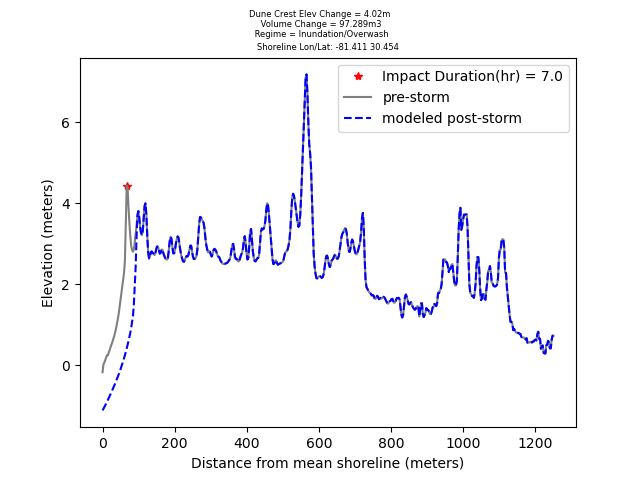 Dune Crest Elev Change = 4.02m
Volume Change = 97.289m3
Regime = Inundation/Overwash
Shoreline Lon/Lat: -81.411 30.454
Impact Duration(hr) = 7.0
pre-storm
modeled post-storm
Elevation (meters)
6
4
2
0
0 200 400 600 800 1000 1200
Distance from mean shoreline (meters)